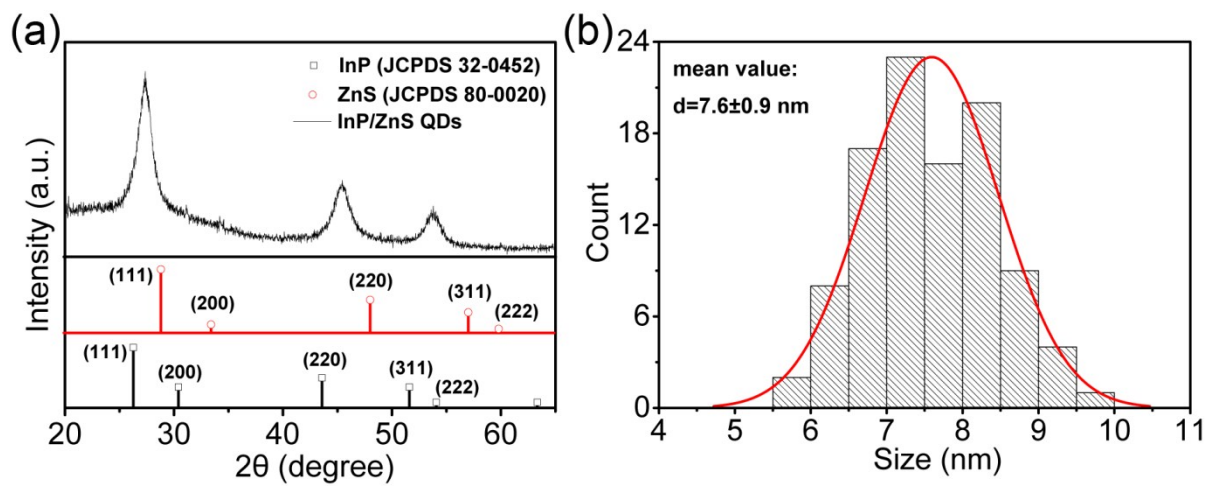 (a)
InP (JCPDS 32-0452)
ZnS (JCPDS 80-0020)
InP/ZnS QDs
Intensity (a.u.)
(111)
(200)
(220)
(311)
(222)
(111)
(200)
(220)
(311)
(222)
20 30 40 50 60
2θ (degree)
(b)
mean value:
d=7.6±0.9 nm
Count
24
18
12
6
0
4 5 6 7 8 9 10 11
Size (nm)